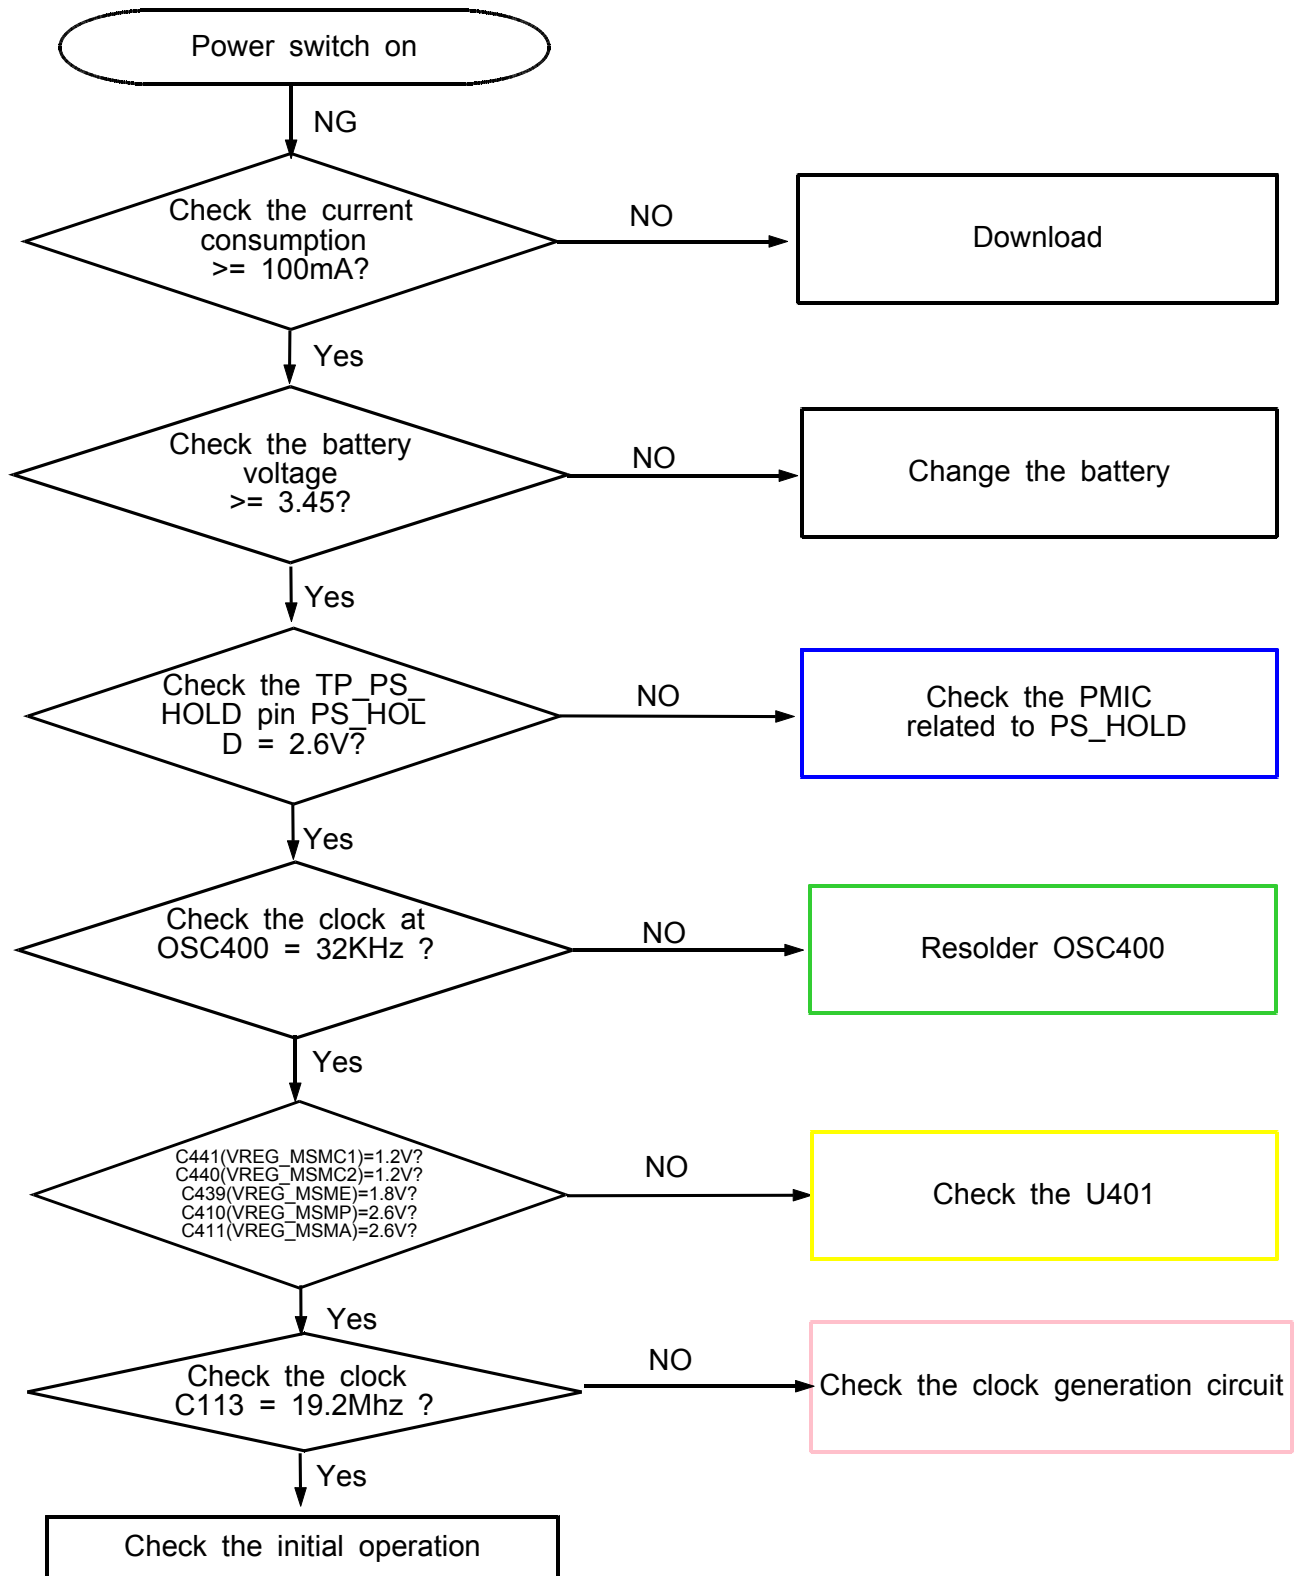 Power switch on
NG
Check the current
consumption
>= 100mA?
NO
Download
Yes
Check the battery
voltage
>= 3.45?
NO
Change the battery
Yes
Check the TP_PS_
HOLD pin PS_HOL
D = 2.6V?
NO
Check the PMIC
related to PS_HOLD
Yes
Check the clock at
OSC400 = 32KHz ?
NO
Resolder OSC400
Yes
C441(VREG_MSMC1)=1.2V?
C440(VREG_MSMC2)=1.2V?
C439(VREG_MSME)=1.8V?
C410(VREG_MSMP)=2.6V?
C411(VREG_MSMA)=2.6V?
NO
Check the U401
Yes
Check the clock
C113 = 19.2Mhz ?
NO
Check the clock generation circuit
Yes
Check the initial operation